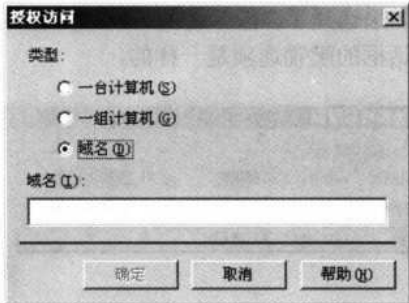 授权访问
类型:
一台计算机(S)
一组计算机(G)
域名(D)
域名(I):
确定 取消 帮助(H)